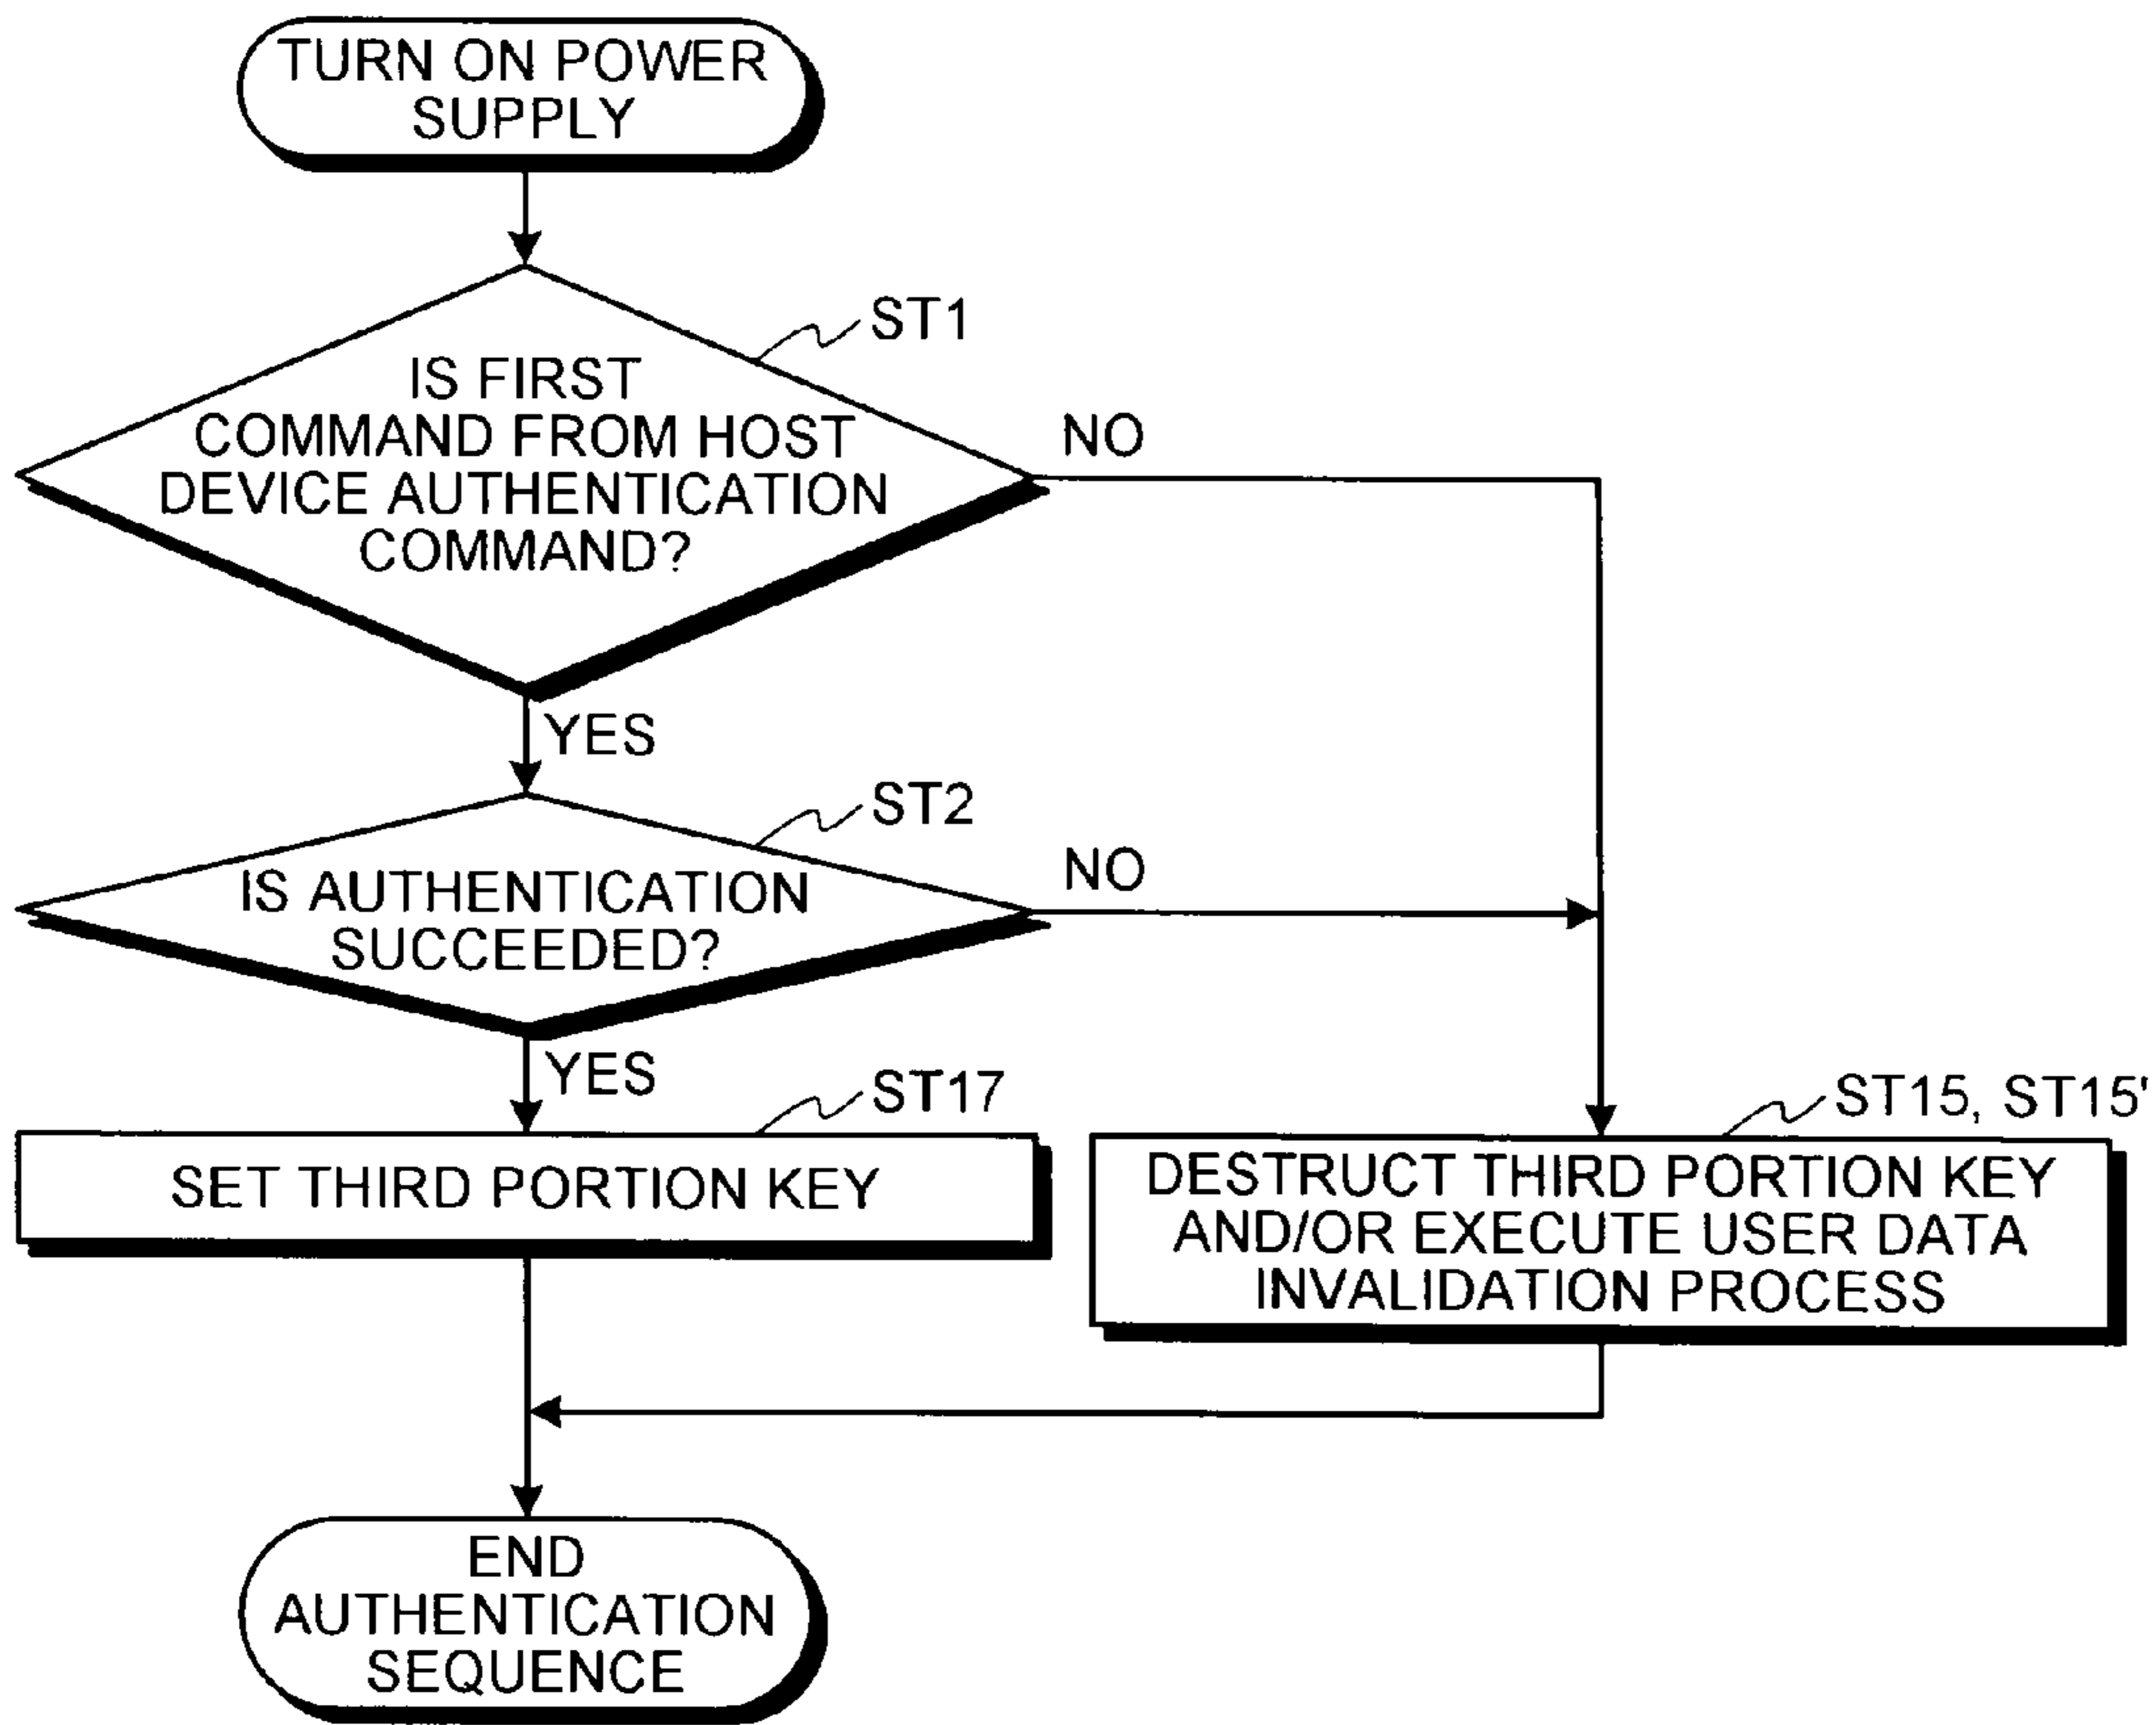 TURN ON POWER
SUPPLY
ST1
IS FIRST
COMMAND FROM HOST
DEVICE AUTHENTICATION
COMMAND?
NO
YES
ST2
IS AUTHENTICATION
SUCCEEDED?
NO
YES
ST17
SET THIRD PORTION KEY
ST15, ST15'
DESTRUCT THIRD PORTION KEY
AND/OR EXECUTE USER DATA
INVALIDATION PROCESS
END
AUTHENTICATION
SEQUENCE